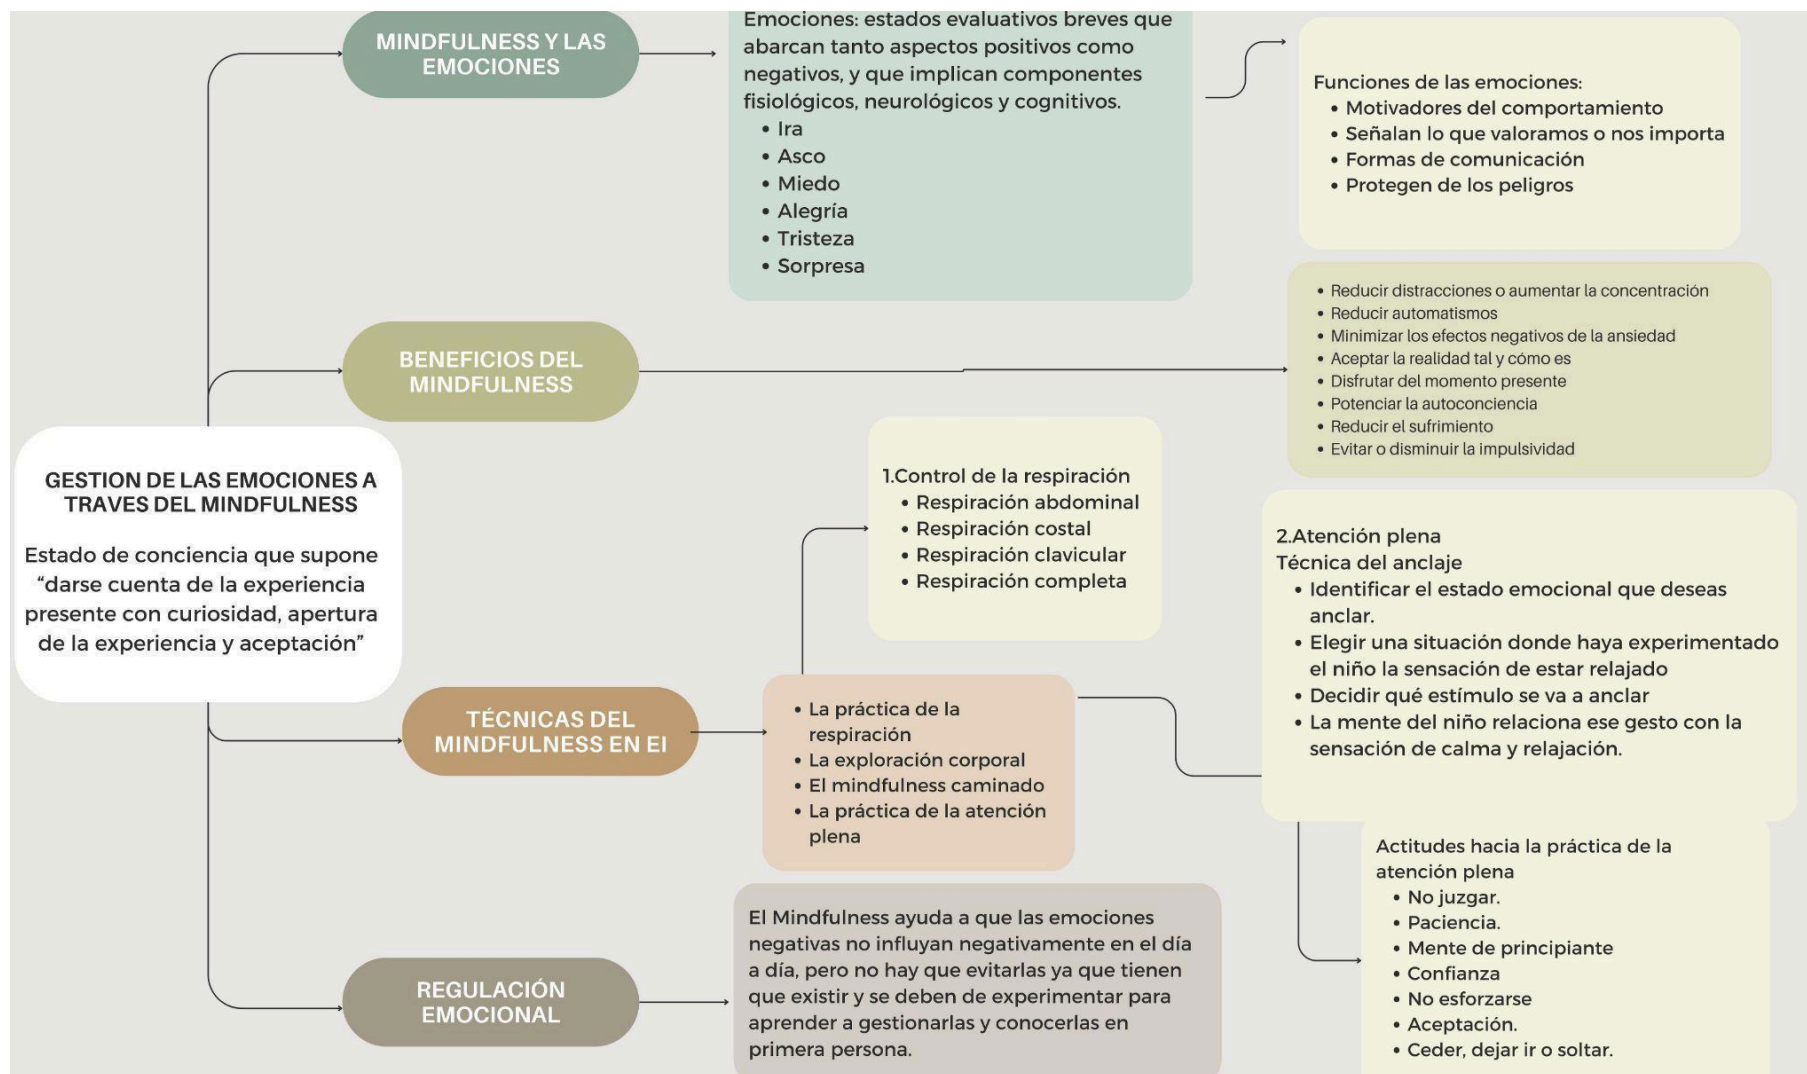 MINDFULNESS Y LAS
EMOCIONES
Emociones: estados evaluativos breves que
abarcan tanto aspectos positivos como
negativos, y que implican componentes
fisiológicos, neurológicos y cognitivos.
• Ira
• Asco
• Miedo
• Alegría
• Tristeza
• Sorpresa
Funciones de las emociones:
• Motivadores del comportamiento
• Señalan lo que valoramos o nos importa
• Formas de comunicación
• Protegen de los peligros
BENEFICIOS DEL
MINDFULNESS
• Reducir distracciones o aumentar la concentración
• Reducir automatismos
• Minimizar los efectos negativos de la ansiedad
• Aceptar la realidad tal y cómo es
• Disfrutar del momento presente
• Potenciar la autoconciencia
• Reducir el sufrimiento
• Evitar o disminuir la impulsividad
GESTION DE LAS EMOCIONES A
TRAVES DEL MINDFULNESS
Estado de conciencia que supone
“darse cuenta de la experiencia
presente con curiosidad, apertura
de la experiencia y aceptación”
TÉCNICAS DEL
MINDFULNESS EN EI
• La práctica de la
respiración
• La exploración corporal
• El mindfulness caminado
• La práctica de la atención
plena
1.Control de la respiración
• Respiración abdominal
• Respiración costal
• Respiración clavicular
• Respiración completa
2.Atención plena
Técnica del anclaje
• Identificar el estado emocional que deseas
anclar.
• Elegir una situación donde haya experimentado
el niño la sensación de estar relajado
• Decidir qué estímulo se va a anclar
• La mente del niño relaciona ese gesto con la
sensación de calma y relajación.
Actitudes hacia la práctica de la
atención plena
• No juzgar.
• Paciencia.
• Mente de principiante
• Confianza
• No esforzarse
• Aceptación.
• Ceder, dejar ir o soltar.
REGULACIÓN
EMOCIONAL
El Mindfulness ayuda a que las emociones
negativas no influyan negativamente en el día
a día, pero no hay que evitarlas ya que tienen
que existir y se deben de experimentar para
aprender a gestionarlas y conocerlas en
primera persona.